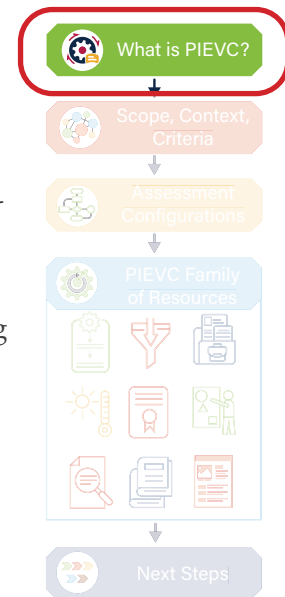 What is PIEVC?
Scope, Context,
Criteria
Assessment
Configurations
PIEVC Family
of Resources
Next Steps